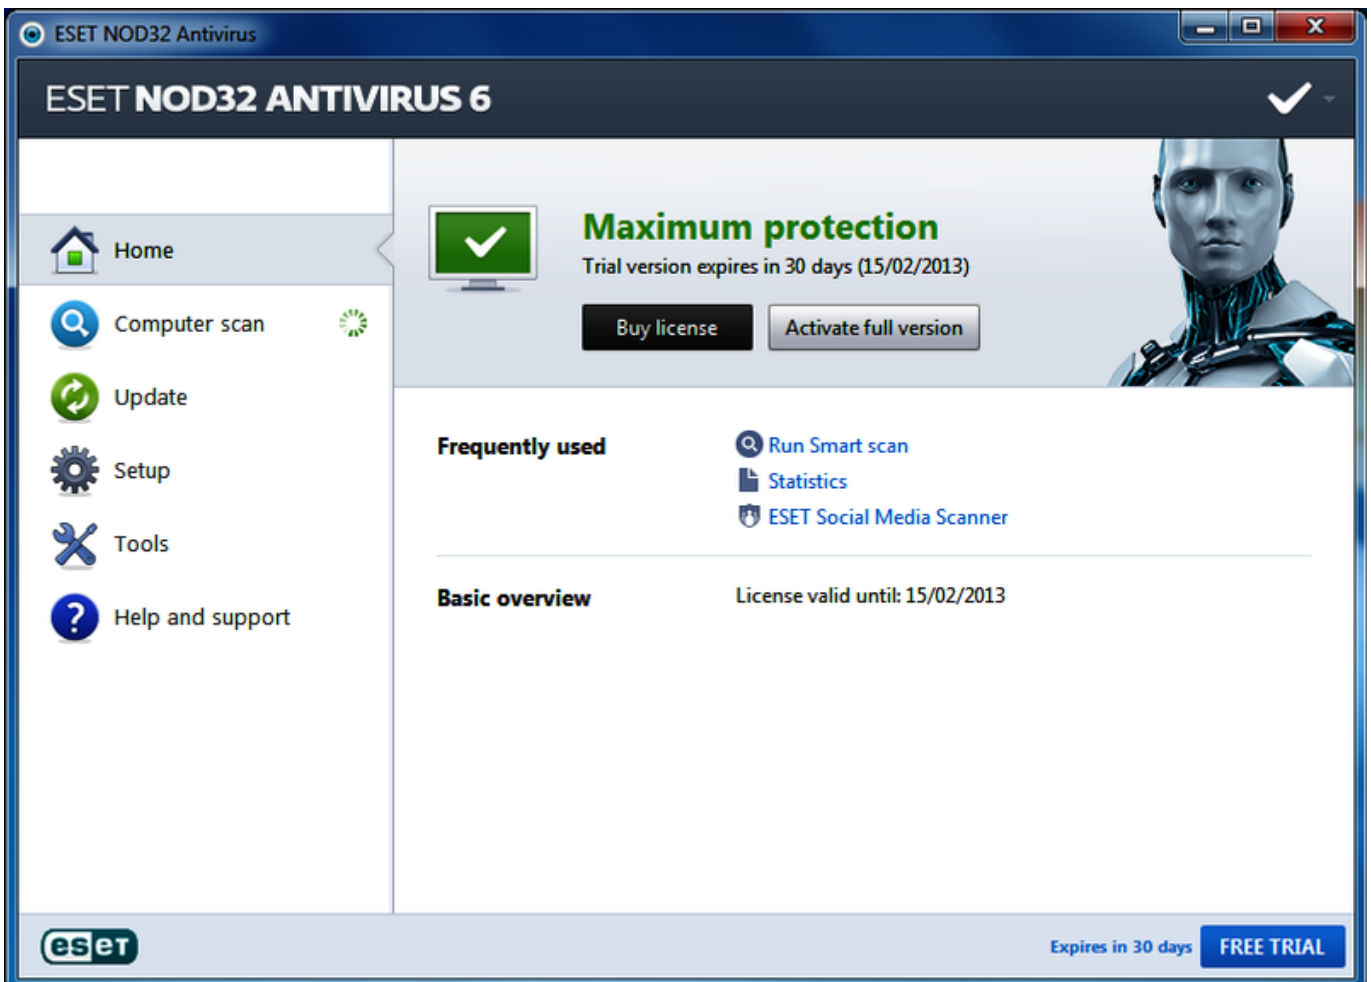 ESET NOD32 Antivirus
ESET NOD32 ANTIVIRUS 6
Home
Computer scan
Update
Setup
Tools
Help and support
Maximum protection
Trial version expires in 30 days (15/02/2013)
Buy license
Activate full version
Frequently used
Run Smart scan
Statistics
ESET Social Media Scanner
Basic overview
License valid until: 15/02/2013
eseT
Expires in 30 days
FREE TRIAL